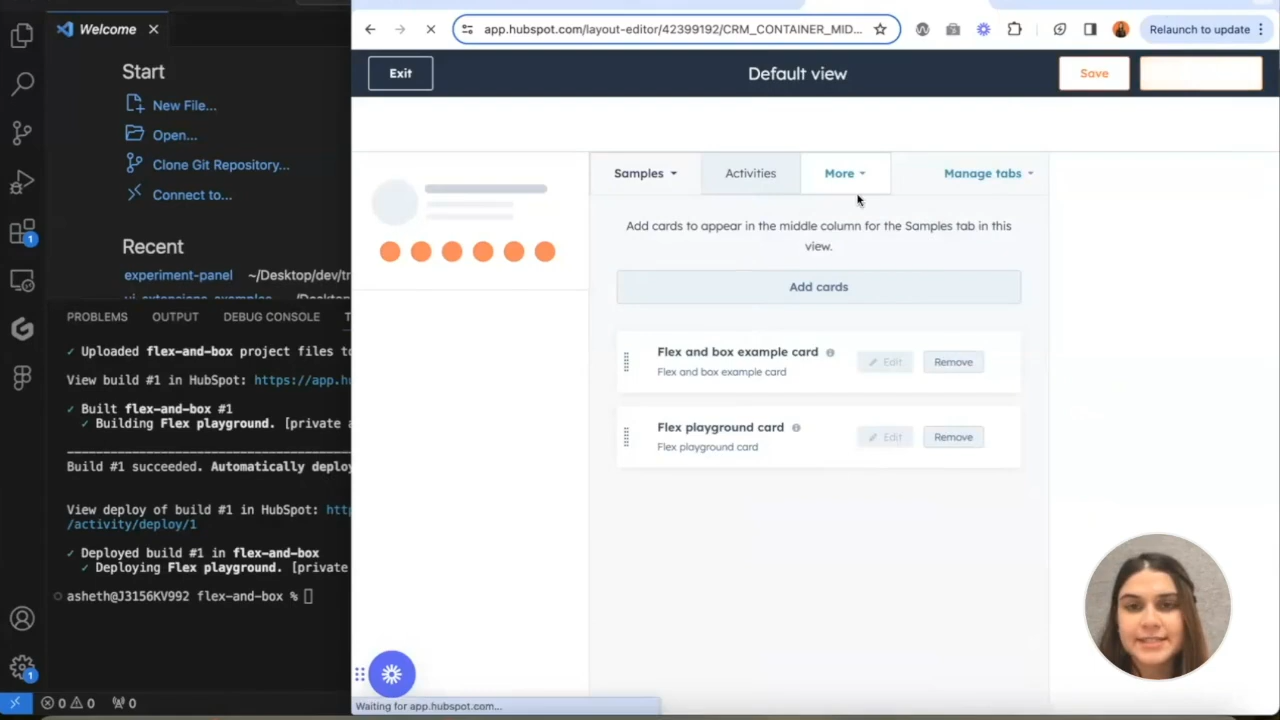 Welcome
Start
New File...
Open...
Clone Git Repository...
Connect to...
Recent
experiment-panel ~/Desktop/dev/tr
PROBLEMS OUTPUT DEBUG CONSOLE
✓ Uploaded flex-and-box project files to
View build #1 in HubSpot: https://app.hu
✓ Built flex-and-box #1
✓ Building Flex playground. [private a
Build #1 succeeded. Automatically deploy
View deploy of build #1 in HubSpot: http
/activity/deploy/1
✓ Deployed build #1 in flex-and-box
✓ Deploying Flex playground. [private
asheth@J3156KV992 flex-and-box %
0 0 0
1
1
app.hubspot.com/layout-editor/42399192/CRM_CONTAINER_MID...
Relaunch to update
Exit
Default view
Save
Samples
Activities
More
Manage tabs
Add cards to appear in the middle column for the Samples tab in this
view.
Add cards
Flex and box example card
Flex and box example card
Edit
Remove
Flex playground card
Flex playground card
Edit
Remove
Waiting for app.hubspot.com...